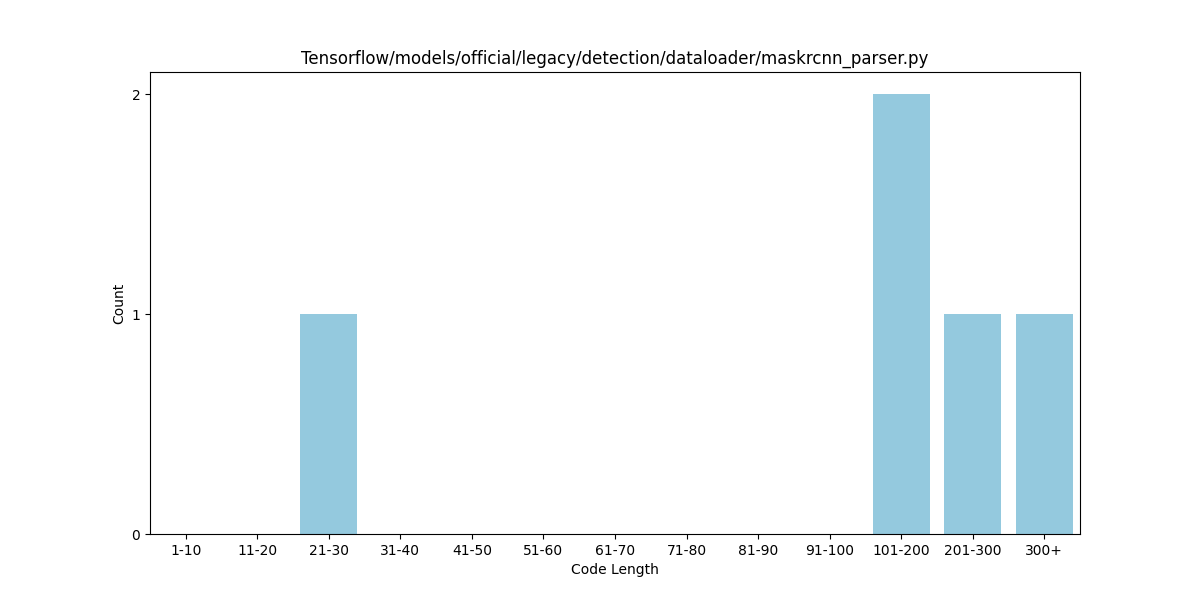 Tensorflow/models/official/legacy/detection/dataloader/maskrcnn_parser.py
2
1
0
Count
1-10 11-20 21-30 31-40 41-50 51-60 61-70 71-80 81-90 91-100 101-200 201-300 300+
Code Length